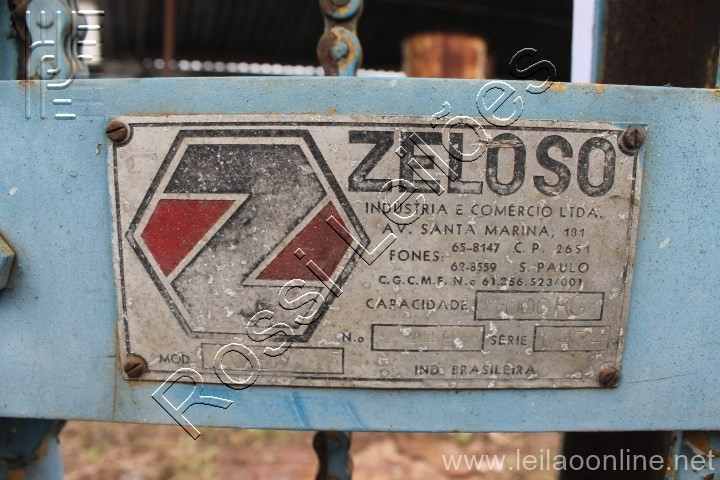 ZELOSO
INDUSTRIA E COMÉRCIO LTDA.
AV. SANTA MARINA, 181
FONES: 65-8147 C. P. 2651
62-8559 S. PAULO
C.G.C.M.F. N.o 61.256.523/001
CAPACIDADE
N.o SÉRIE
MOD.
IND. BRASILEIRA
Rossi Leilões
www.leilaoonline.net